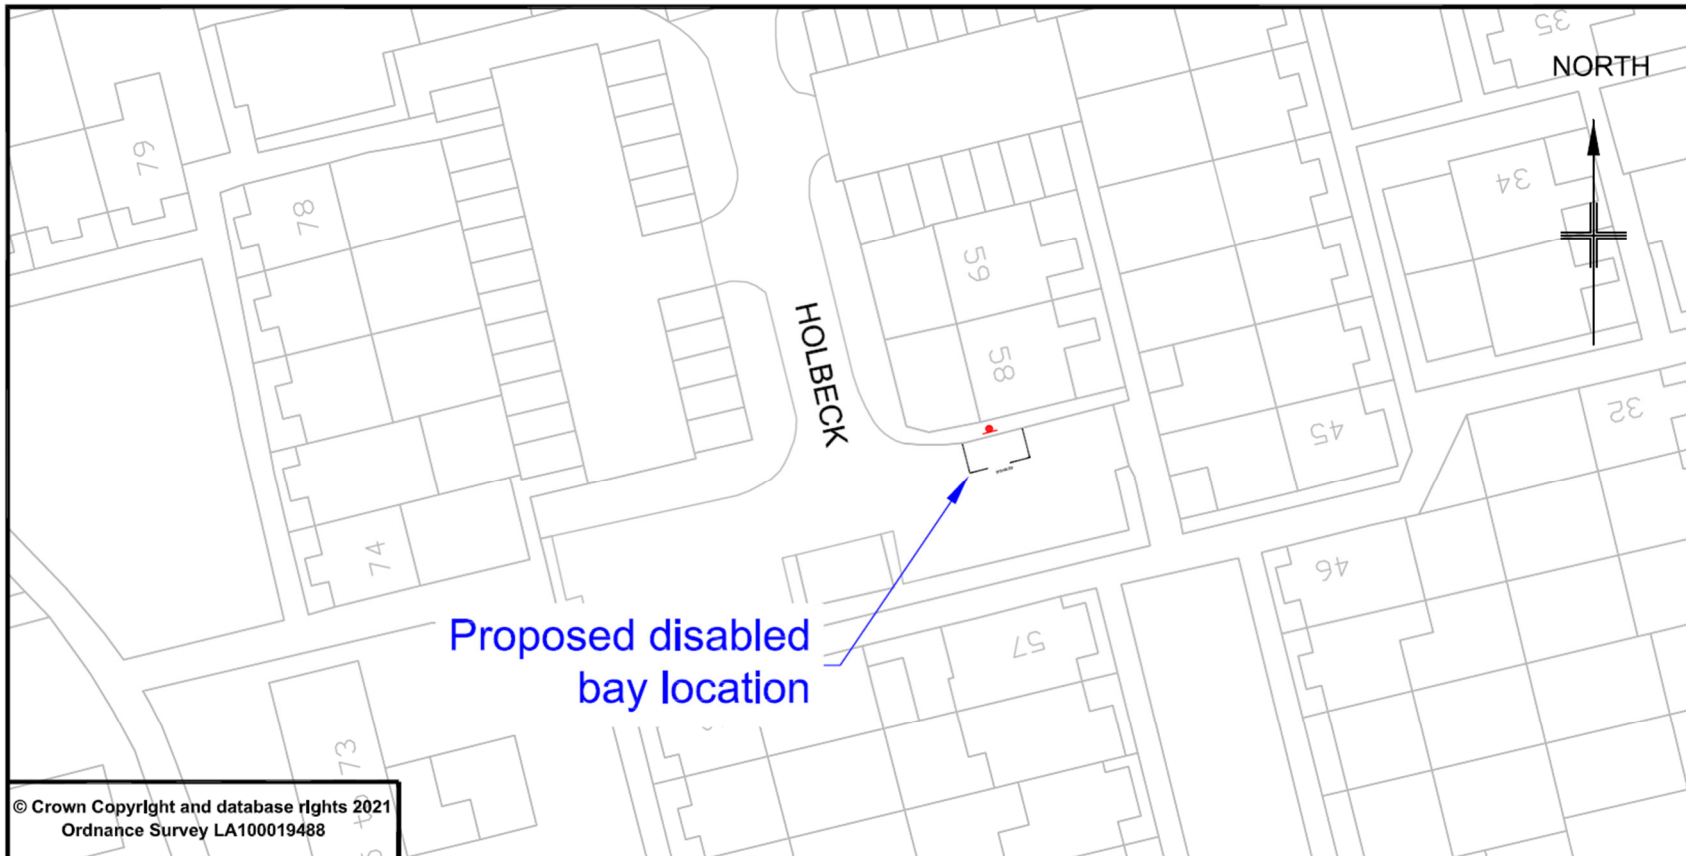 35
NORTH
79
34
78
59
HOLBECK
58
32
45
74
46
Proposed disabled
bay location
57
73
© Crown Copyright and database rights 2021
Ordnance Survey LA100019488